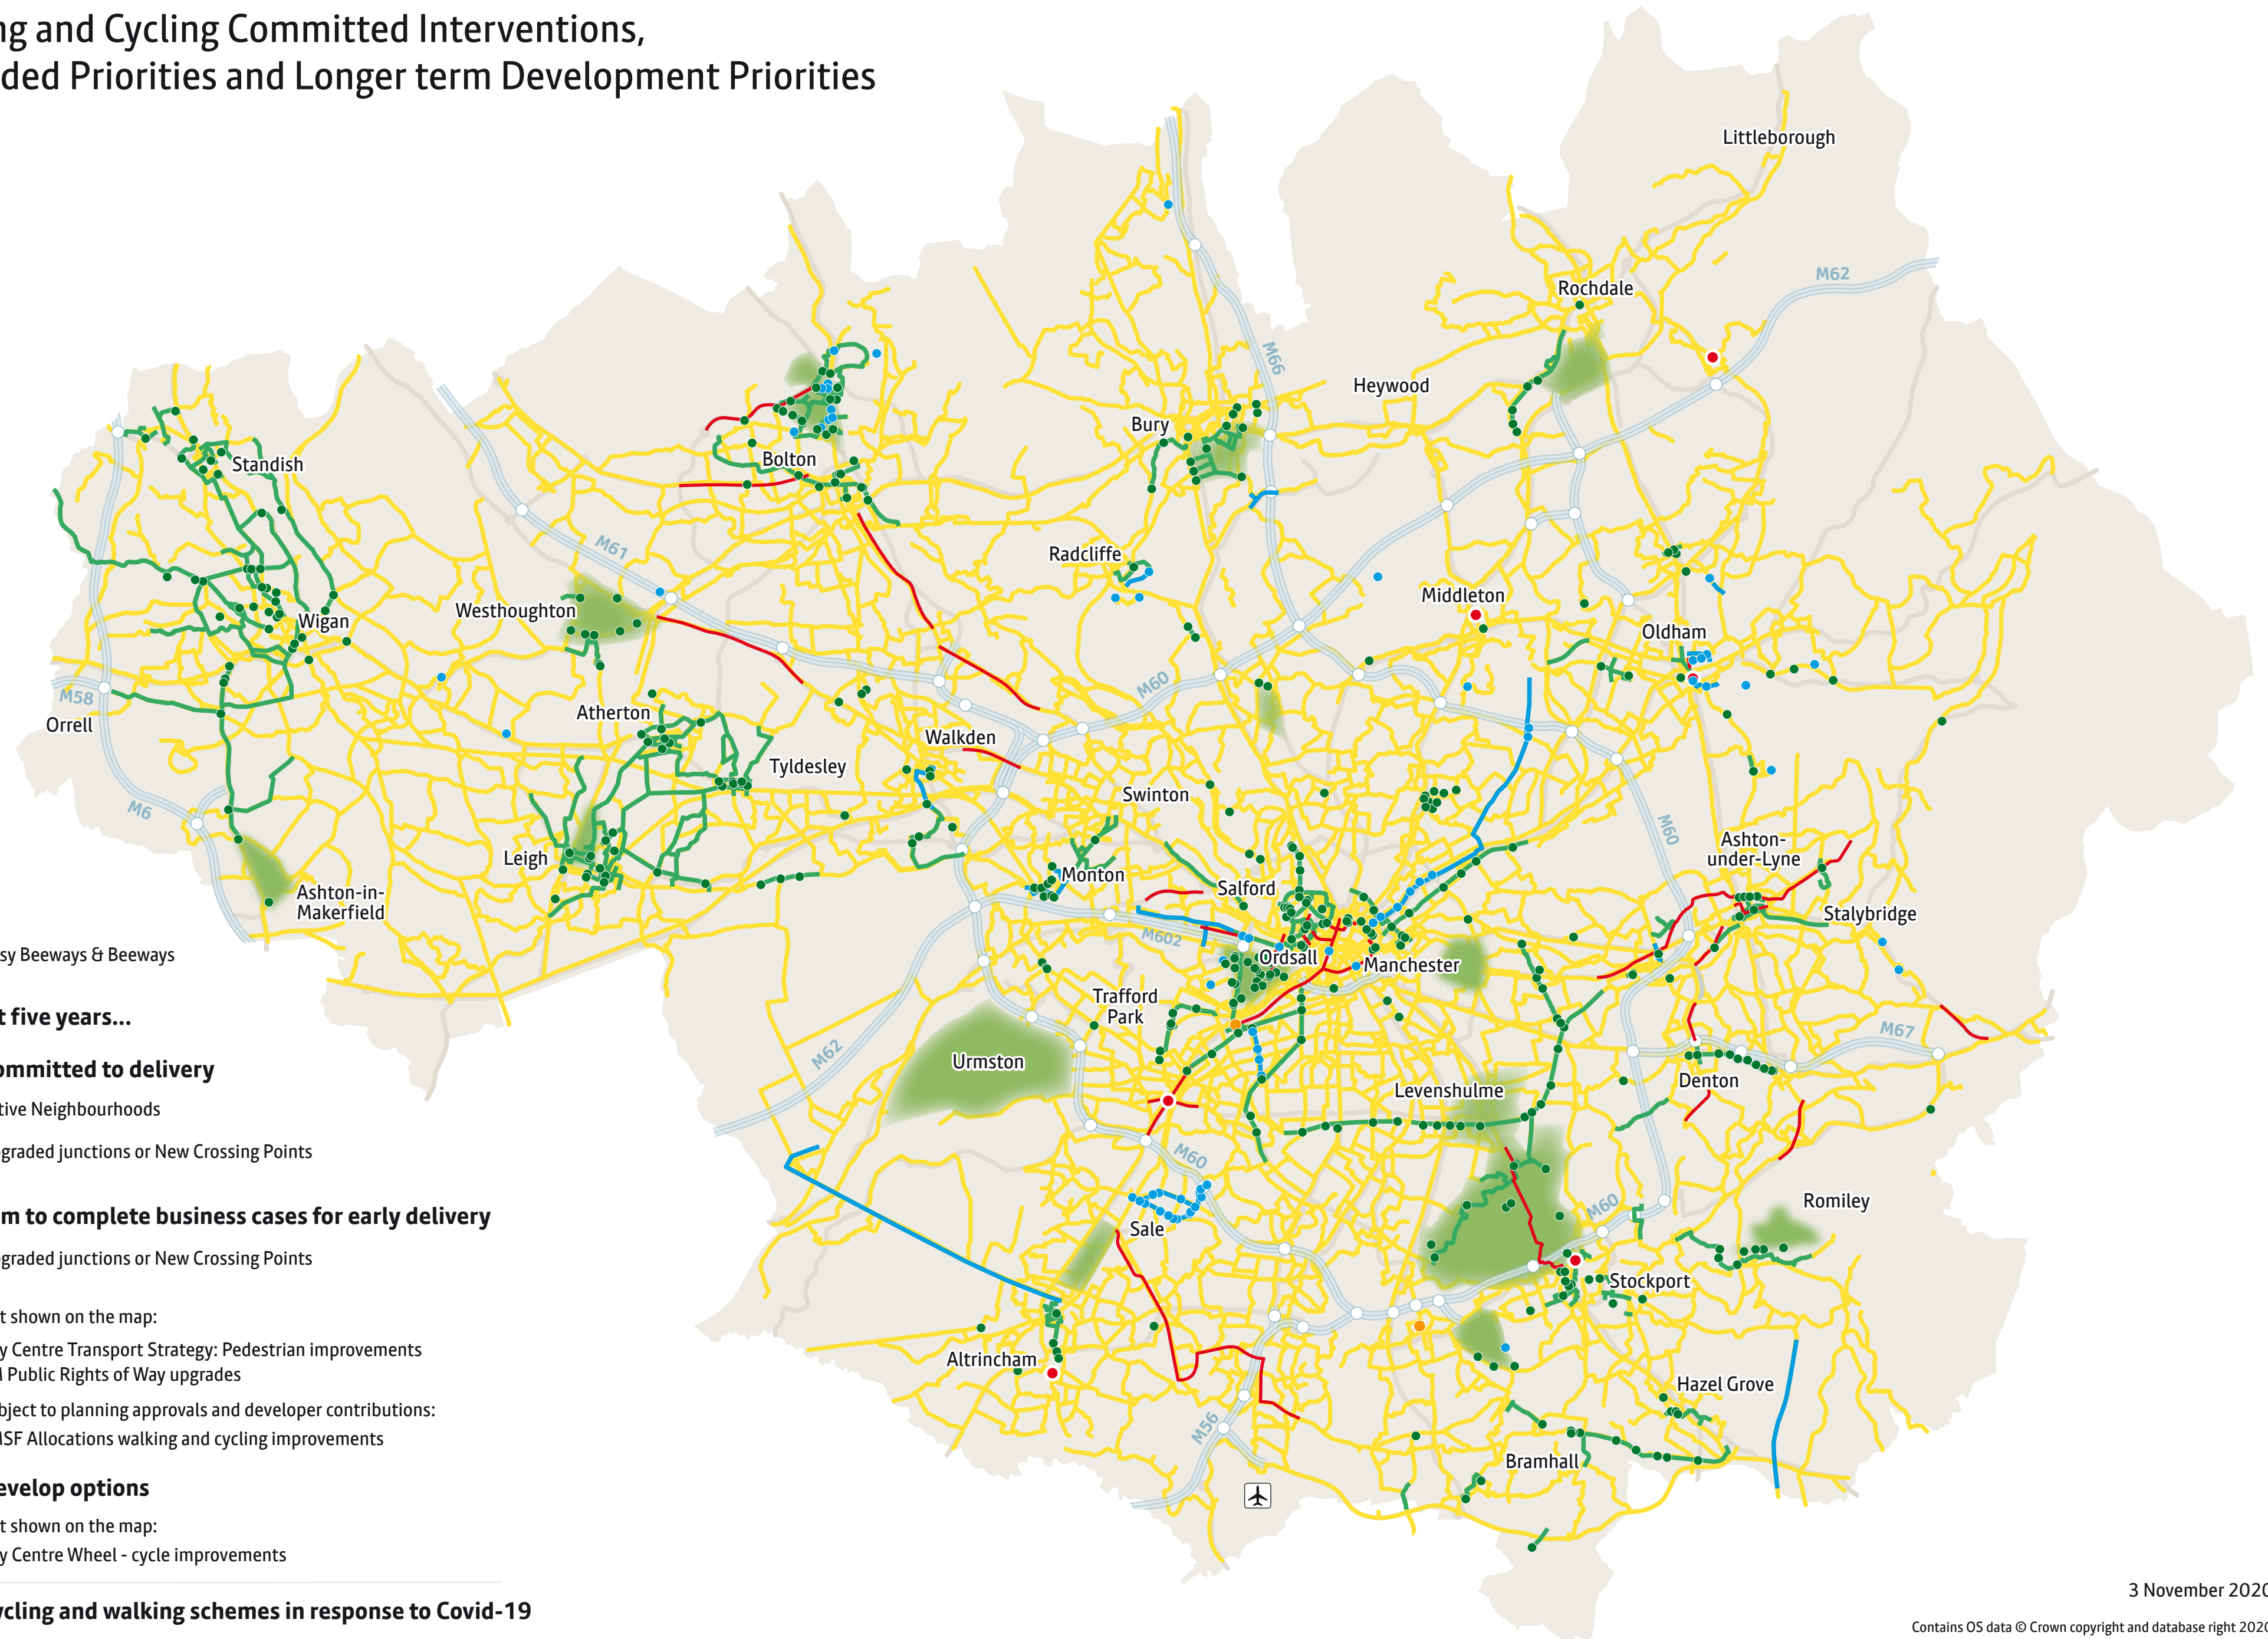 ng and Cycling Committed Interventions,
ded Priorities and Longer term Development Priorities
Littleborough
M62
Rochdale
M66
Heywood
Bury
Standish
Bolton
M61
Radcliffe
Middleton
Westhoughton
Wigan
Oldham
M60
M58
Orrell
Atherton
Walkden
Tyldesley
Swinton
M6
M60
Ashton-
under-Lyne
Leigh
Monton
Salford
Ashton-in-
Makerfield
Stalybridge
M602
Ordsall
Manchester
Trafford
Park
M67
M62
Urmston
Denton
Levenshulme
M60
Romiley
M60
Sale
Stockport
Altrincham
Hazel Grove
M56
Bramhall
sy Beeways & Beeways
t five years...
ommitted to delivery
tive Neighbourhoods
graded junctions or New Crossing Points
m to complete business cases for early delivery
graded junctions or New Crossing Points
t shown on the map:
y Centre Transport Strategy: Pedestrian improvements
Public Rights of Way upgrades
bject to planning approvals and developer contributions:
MSF Allocations walking and cycling improvements
evelop options
t shown on the map:
y Centre Wheel - cycle improvements
ycling and walking schemes in response to Covid-19
3 November 2020
Contains OS data © Crown copyright and database right 2020